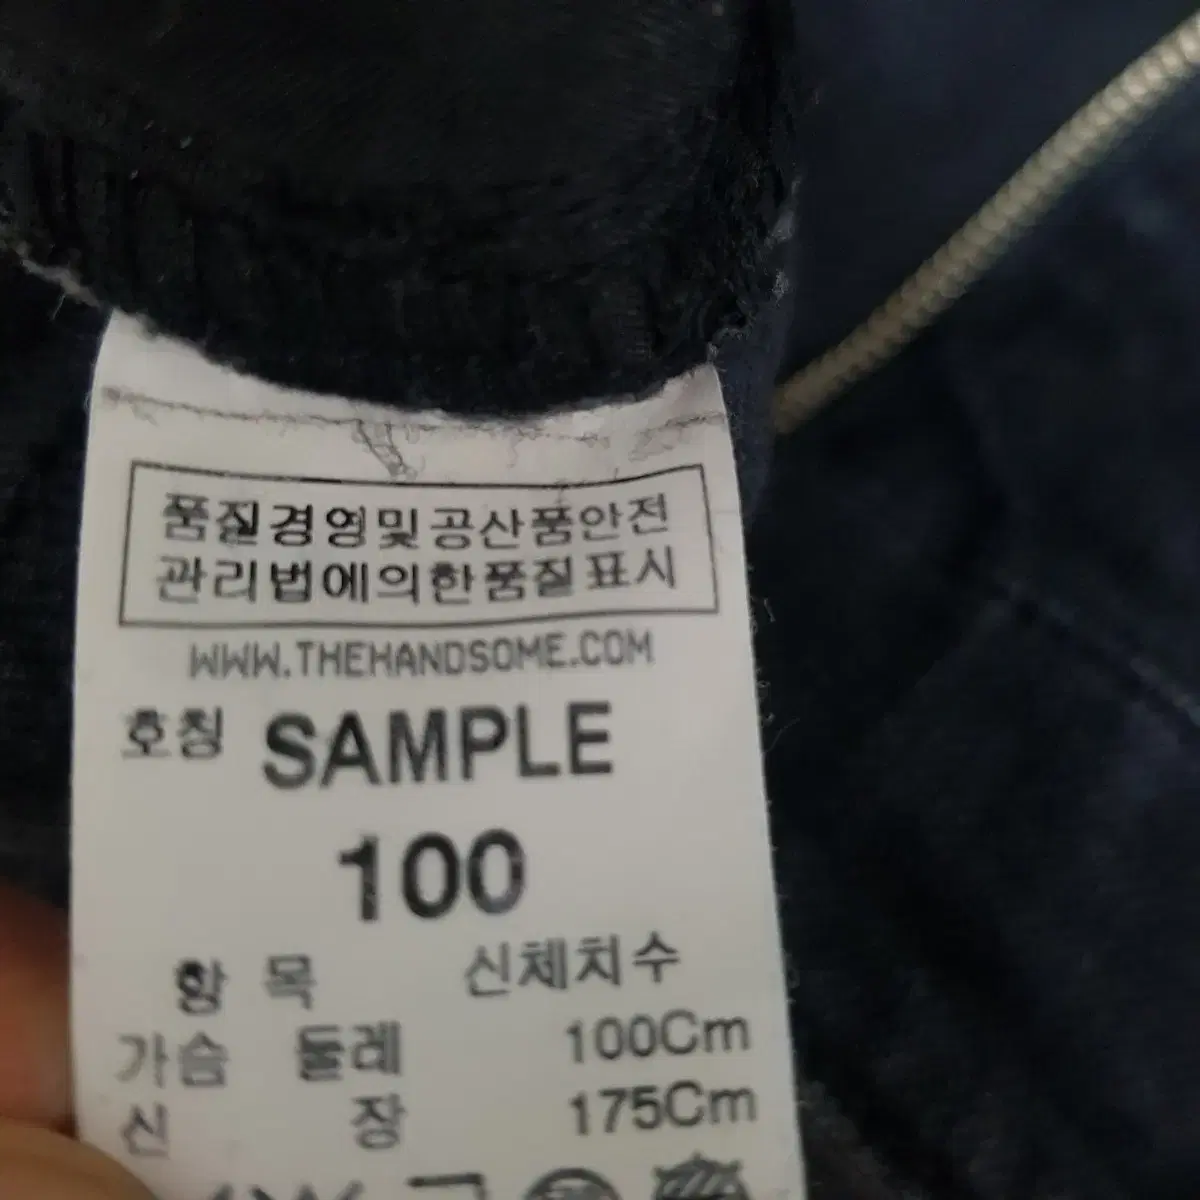 품질경영및공산품안전
관리법에의한품질표시
WWW.THEHANDSOME.COM
호칭 SAMPLE
100
항 목 신체치수
가슴 둘레 100Cm
신 장 175Cm